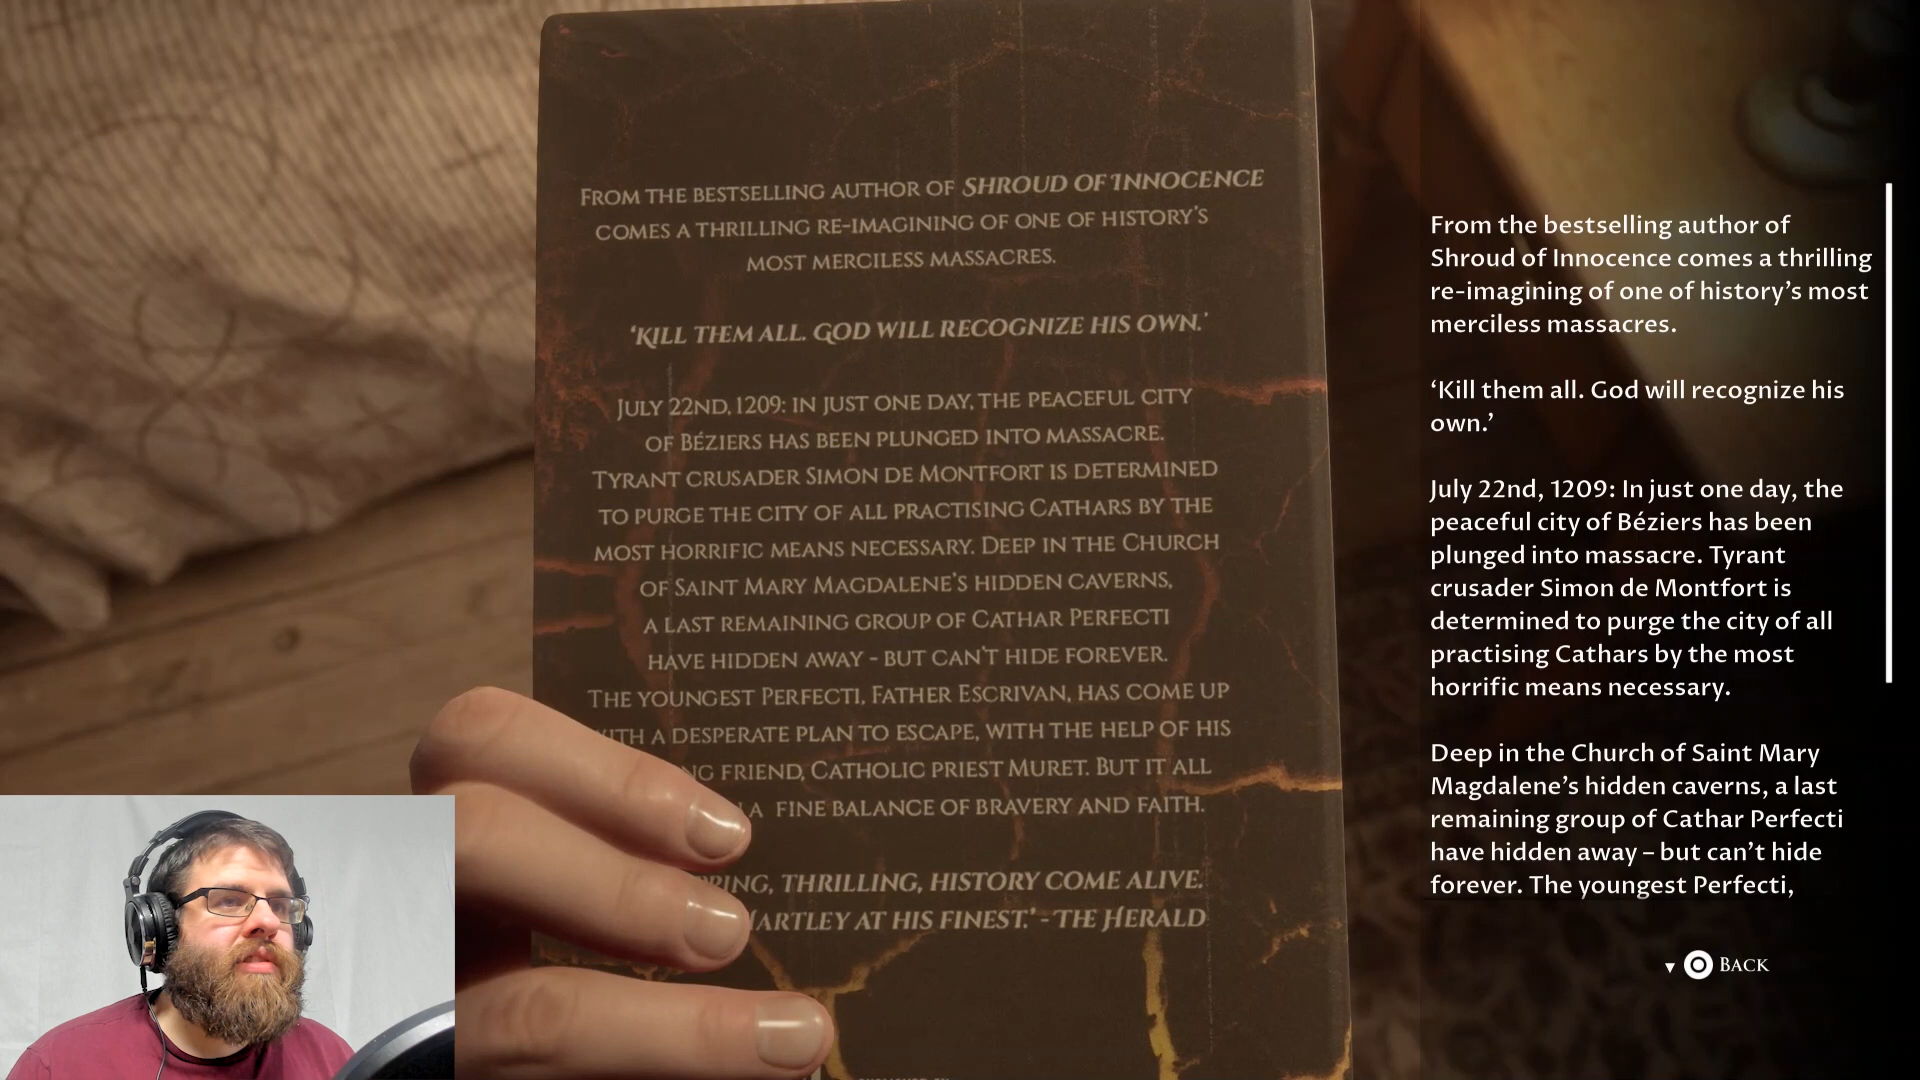 FROM THE BESTSELLING AUTHOR OF SHROUD OF INNOCENCE
COMES A THRILLING RE-IMAGINING OF ONE OF HISTORY'S
MOST MERCILESS MASSACRES.
'KILL THEM ALL. GOD WILL RECOGNIZE HIS OWN.'
JULY 22ND, 1209: IN JUST ONE DAY, THE PEACEFUL CITY
OF BÉZIERS HAS BEEN PLUNGED INTO MASSACRE.
TYRANT CRUSADER SIMON DE MONTFORT IS DETERMINED
TO PURGE THE CITY OF ALL PRACTISING CATHARS BY THE
MOST HORRIFIC MEANS NECESSARY. DEEP IN THE CHURCH
OF SAINT MARY MAGDALENE'S HIDDEN CAVERNS,
A LAST REMAINING GROUP OF CATHAR PERFECTI
HAVE HIDDEN AWAY - BUT CAN'T HIDE FOREVER.
THE YOUNGEST PERFECTI, FATHER ESCRIVAN, HAS COME UP
A DESPERATE PLAN TO ESCAPE, WITH THE HELP OF HIS
FRIEND, CATHOLIC PRIEST MURET. BUT IT ALL
A FINE BALANCE OF BRAVERY AND FAITH.
THRILLING, HISTORY COME ALIVE.
HARTLEY AT HIS FINEST.' - THE HERALD
From the bestselling author of
Shroud of Innocence comes a thrilling
re-imagining of one of history's most
merciless massacres.
'Kill them all. God will recognize his
own.'
July 22nd, 1209: In just one day, the
peaceful city of Béziers has been
plunged into massacre. Tyrant
crusader Simon de Montfort is
determined to purge the city of all
practising Cathars by the most
horrific means necessary.
Deep in the Church of Saint Mary
Magdalene's hidden caverns, a last
remaining group of Cathar Perfecti
have hidden away – but can't hide
forever. The youngest Perfecti,
BACK